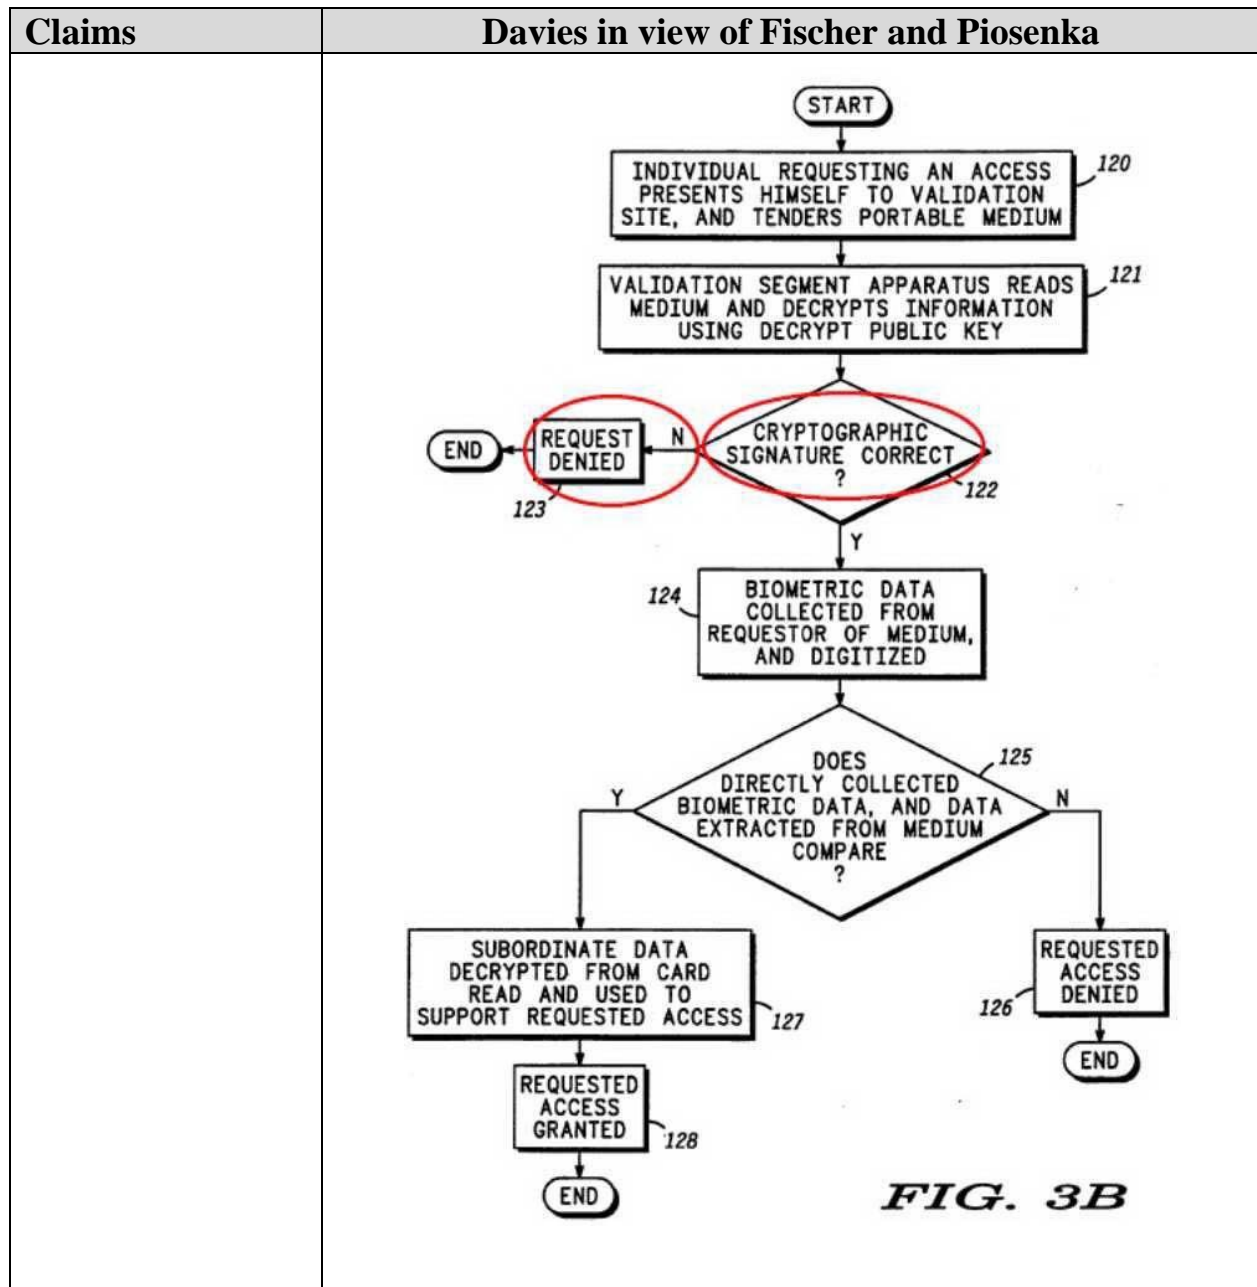 Claims
Davies in view of Fischer and Piosenka
START
INDIVIDUAL REQUESTING AN ACCESS
PRESENTS HIMSELF TO VALIDATION
SITE, AND TENDERS PORTABLE MEDIUM
120
VALIDATION SEGMENT APPARATUS READS
MEDIUM AND DECRYPTS INFORMATION
USING DECRYPT PUBLIC KEY
121
CRYPTOGRAPHIC
SIGNATURE CORRECT
?
122
N
REQUEST
DENIED
123
END
Y
124
BIOMETRIC DATA
COLLECTED FROM
REQUESTOR OF MEDIUM,
AND DIGITIZED
DOES
DIRECTLY COLLECTED
BIOMETRIC DATA, AND DATA
EXTRACTED FROM MEDIUM
COMPARE
?
125
Y
N
SUBORDINATE DATA
DECRYPTED FROM CARD
READ AND USED TO
SUPPORT REQUESTED ACCESS
127
REQUESTED
ACCESS
DENIED
126
END
REQUESTED
ACCESS
GRANTED
128
END
FIG. 3B